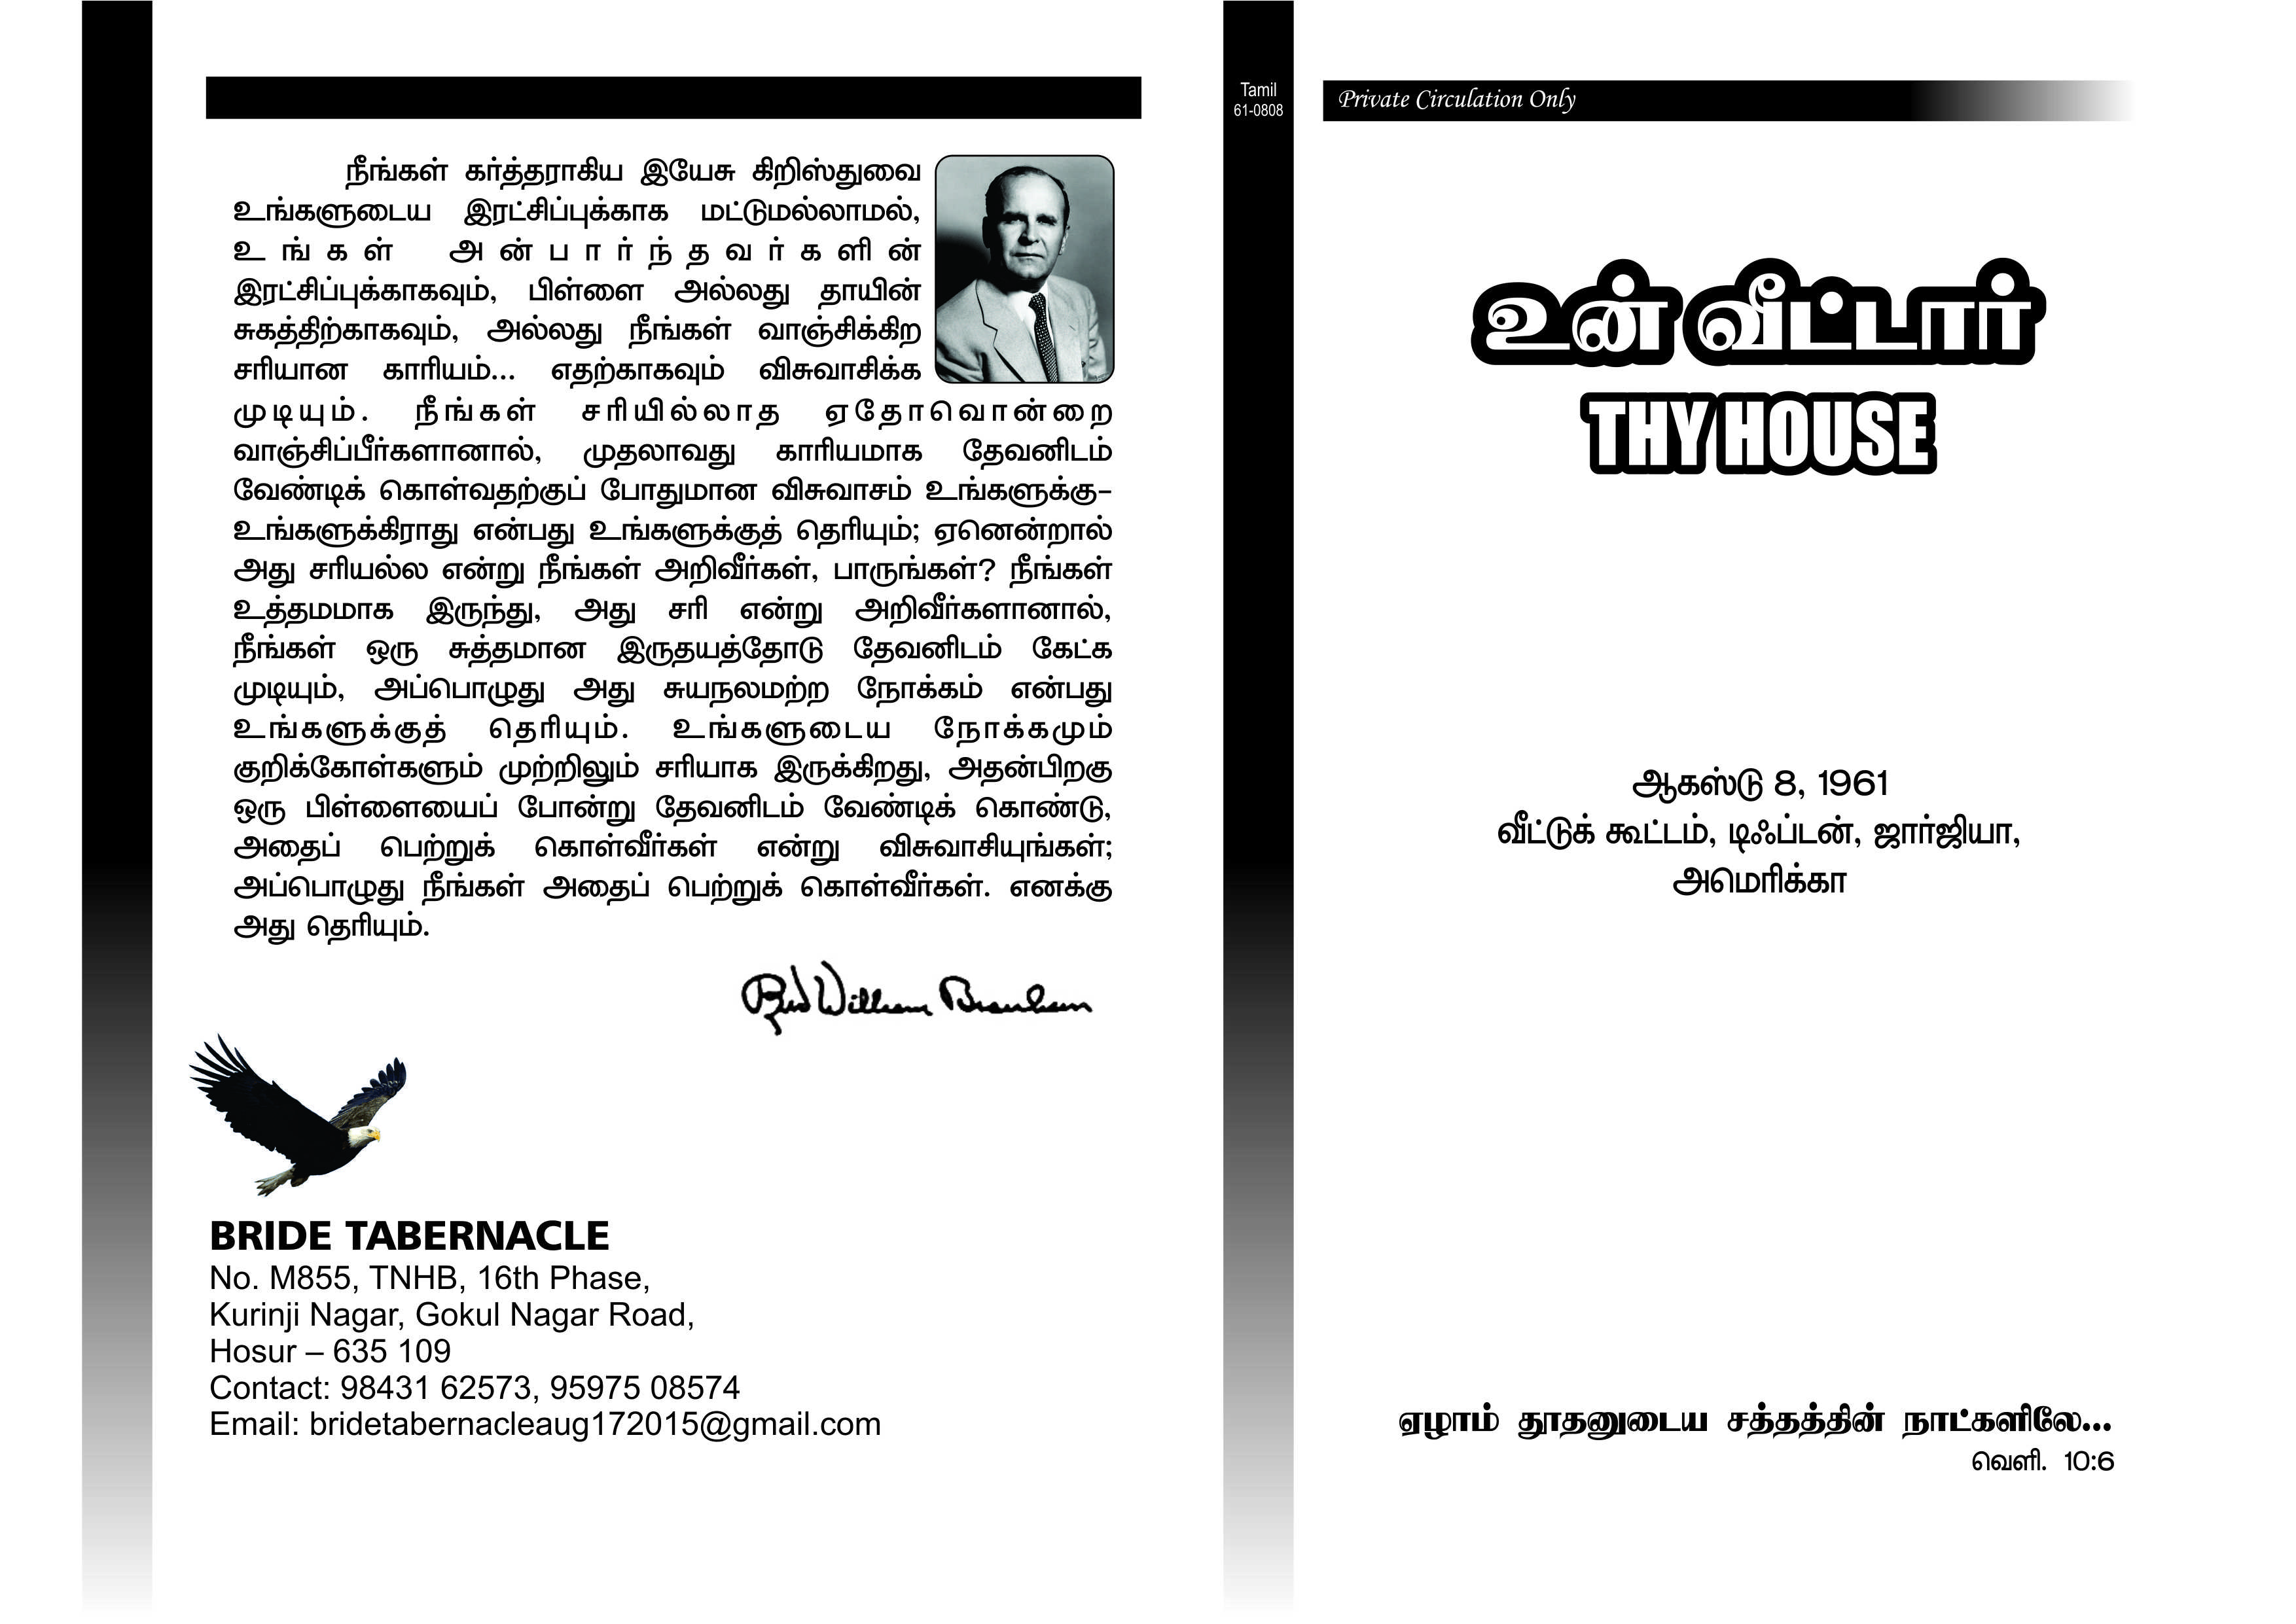 நீங்கள் கர்த்தராகிய இயேசு கிறிஸ்துவை
உங்களுடைய இரட்சிப்புக்காக மட்டுமல்லாமல்,
உங்கள் அன்பார்ந்தவர்களின்
இரட்சிப்புக்காகவும், பிள்ளை அல்லது தாயின்
சுகத்திற்காகவும், அல்லது நீங்கள் வாஞ்சிக்கிற
சரியான காரியம்... எதற்காகவும் விசுவாசிக்க
முடியும். நீங்கள் சரியில்லாத ஏதோவொன்றை
வாஞ்சிப்பீர்களானால், முதலாவது காரியமாக தேவனிடம்
வேண்டிக் கொள்வதற்குப் போதுமான விசுவாசம் உங்களுக்கு-
உங்களுக்கிராது என்பது உங்களுக்குத் தெரியும்; ஏனென்றால்
அது சரியல்ல என்று நீங்கள் அறிவீர்கள், பாருங்கள்? நீங்கள்
உத்தமமாக இருந்து, அது சரி என்று அறிவீர்களானால்,
நீங்கள் ஒரு சுத்தமான இருதயத்தோடு தேவனிடம் கேட்க
முடியும், அப்பொழுது அது சுயநலமற்ற நோக்கம் என்பது
உங்களுக்குத் தெரியும். உங்களுடைய நோக்கமும்
குறிக்கோள்களும் முற்றிலும் சரியாக இருக்கிறது, அதன்பிறகு
ஒரு பிள்ளையைப் போன்று தேவனிடம் வேண்டிக் கொண்டு,
அதைப் பெற்றுக் கொள்வீர்கள் என்று விசுவாசியுங்கள்;
அப்பொழுது நீங்கள் அதைப் பெற்றுக் கொள்வீர்கள். எனக்கு
அது தெரியும்.
William Branham
BRIDE TABERNACLE
No. M855, TNHB, 16th Phase,
Kurinji Nagar, Gokul Nagar Road,
Hosur – 635 109
Contact: 98431 62573, 95975 08574
Email: bridetabernacleaug172015@gmail.com
Tamil
61-0808
Private Circulation Only
உன் வீட்டார்
THY HOUSE
ஆகஸ்டு 8, 1961
வீட்டுக் கூட்டம், டிஃப்டன், ஜார்ஜியா,
அமெரிக்கா
ஏழாம் தூதனுடைய சத்தத்தின் நாட்களிலே...
வெளி. 10:6